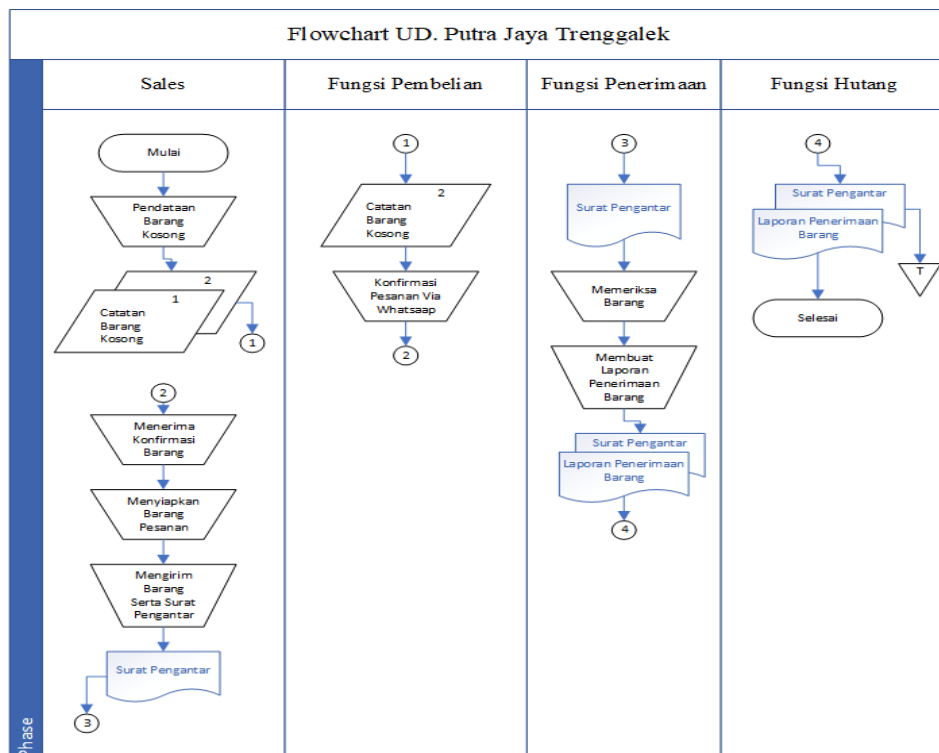 Flowchart UD. Putra Jaya Trenggalek
Sales
Fungsi Pembelian
Fungsi Penerimaan
Fungsi Hutang
Phase
Mulai
Pendataan
Barang
Kosong
2
1
Catatan
Barang
Kosong
1
2
Menerima
Konfirmasi
Barang
Menyiapkan
Barang
Pesanan
Mengirim
Barang
Serta Surat
Pengantar
Surat Pengantar
3
1
2
Catatan
Barang
Kosong
Konfirmasi
Pesanan Via
Whatsaap
2
3
Surat Pengantar
Memeriksa
Barang
Membuat
Laporan
Penerimaan
Barang
Surat Pengantar
Laporan Penerimaan
Barang
4
4
Surat Pengantar
Laporan Penerimaan
Barang
T
Selesai